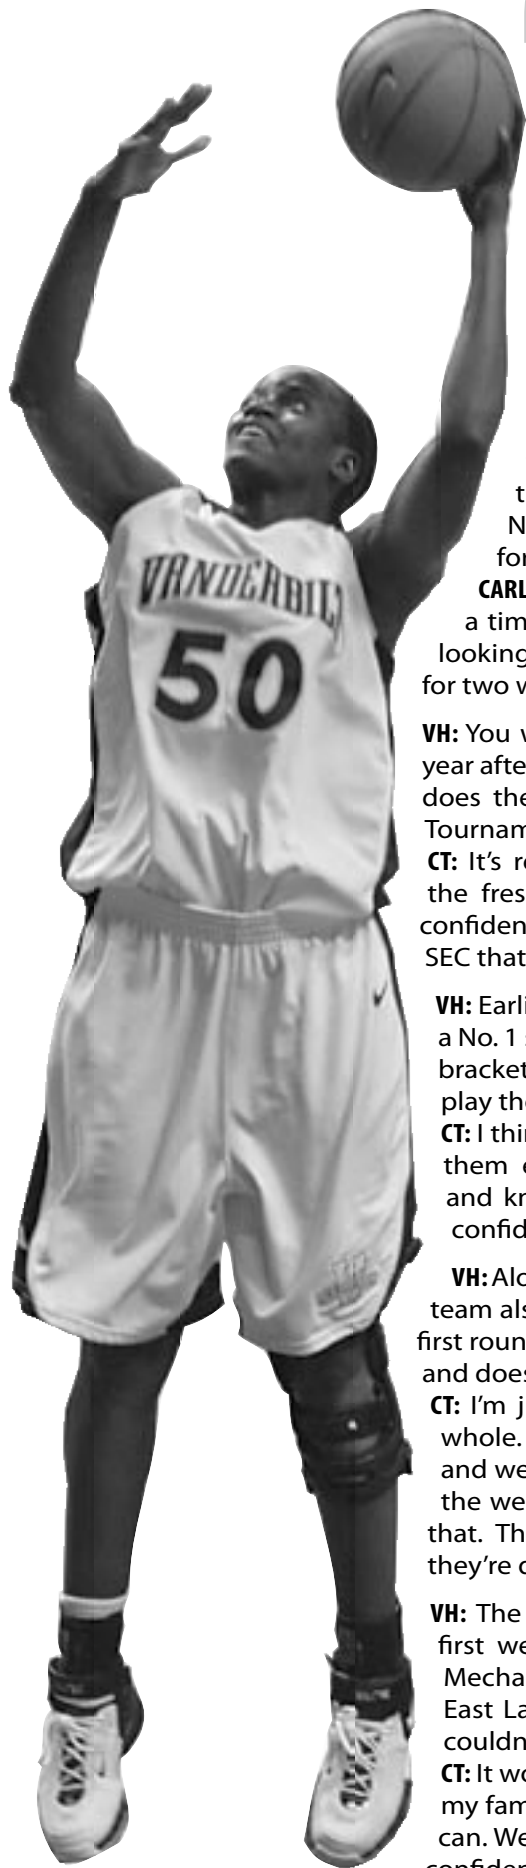 VANDERBILT
50
t
N
for
CARL
a tim
looking
for two w
VH: You w
year afte
does the
Tournam
CT: It's re
the fres
confiden
SEC that
VH: Earli
a No. 1 s
bracket
play the
CT: I thin
them e
and kn
confid
VH: Alo
team als
first roun
and does
CT: I'm j
whole.
and we
the we
that. Th
they're c
VH: The
first we
Mecha
East La
couldn
CT: It wo
my fam
can. We
confiden